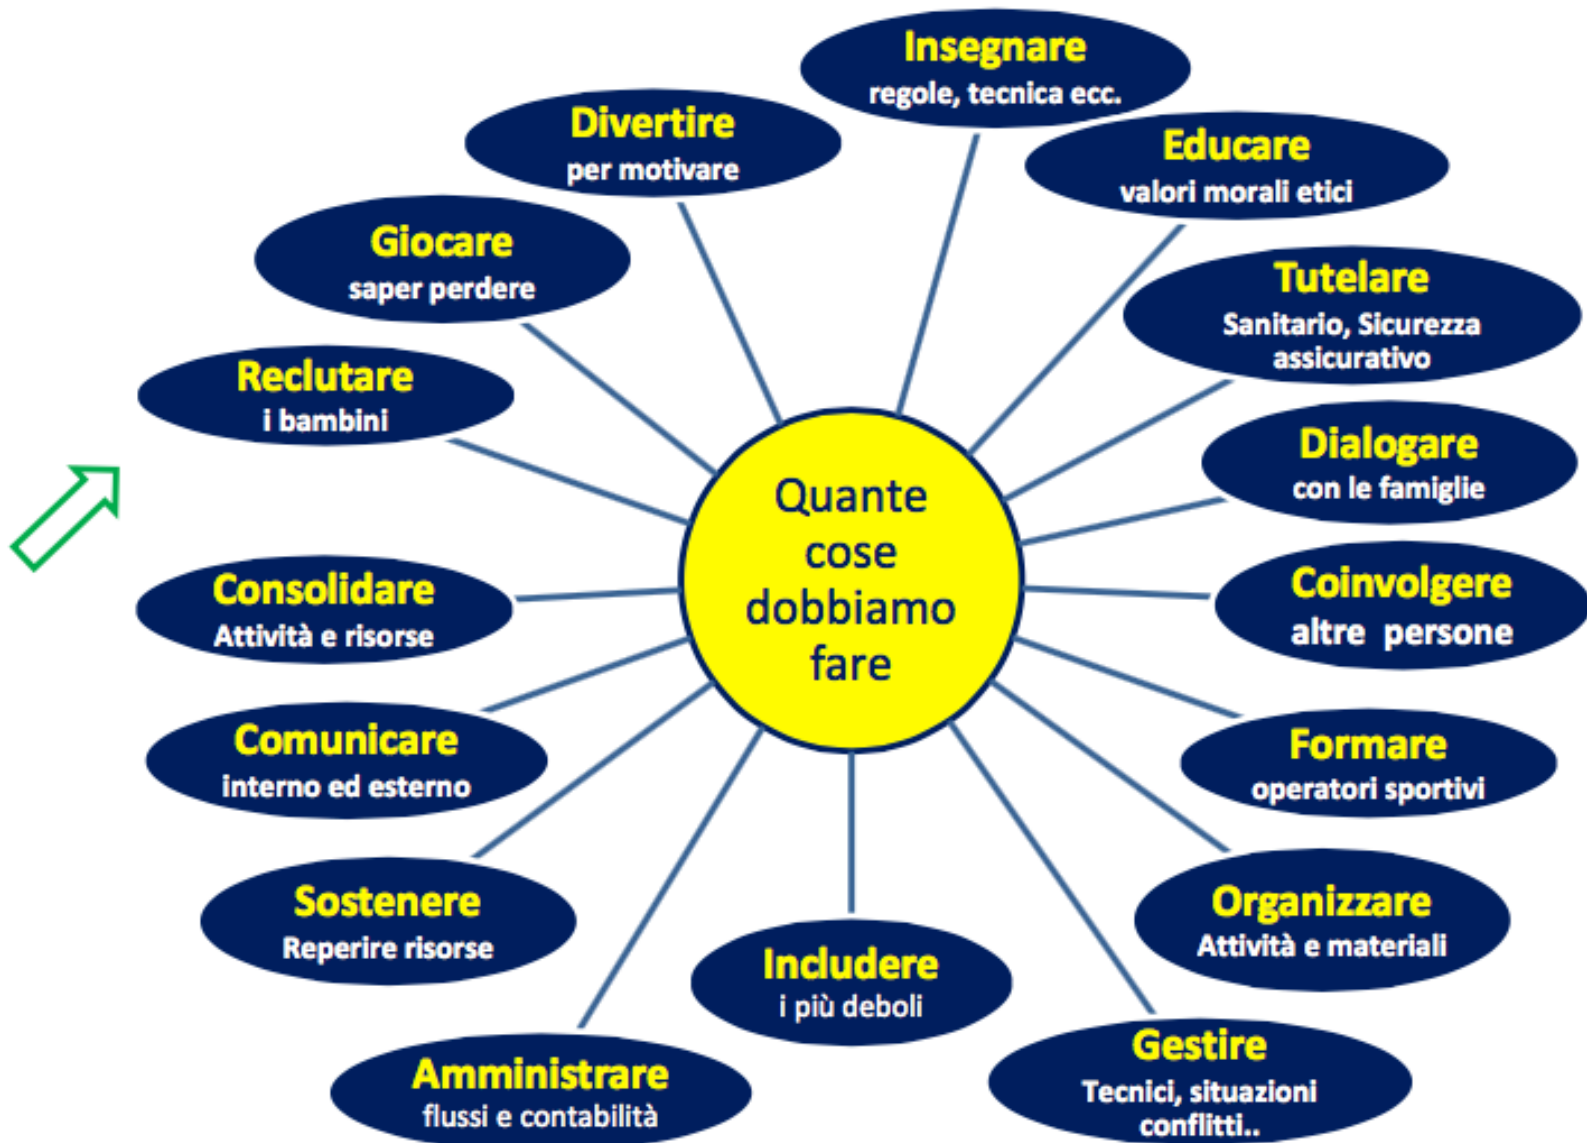 Insegnare
regole, tecnica ecc.
Educare
valori morali etici
Tutelare
Sanitario, Sicurezza
assicurativo
Dialogare
con le famiglie
Coinvolgere
altre persone
Formare
operatori sportivi
Organizzare
Attività e materiali
Gestire
Tecnici, situazioni
conflitti..
Includere
i più deboli
Amministrare
flussi e contabilità
Sostenere
Reperire risorse
Comunicare
interno ed esterno
Consolidare
Attività e risorse
Reclutare
i bambini
Giocare
saper perdere
Divertire
per motivare
Quante
cose
dobbiamo
fare